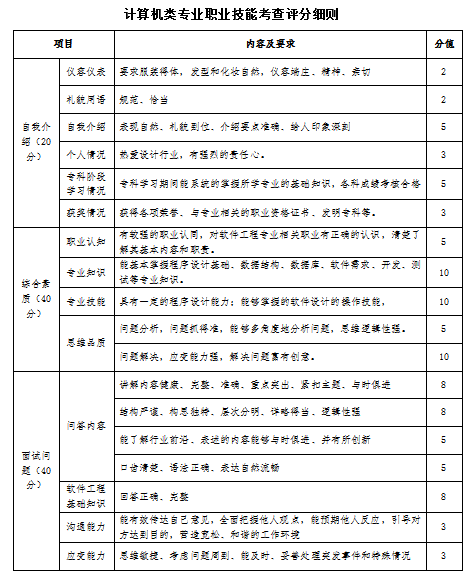 计算机类专业职业技能考查评分细则
项目 内容及要求 分值
自我介
绍（20
分）
仪容仪表 要求服装得体，发型和化妆自然，仪容端庄、精神、亲切 2
礼貌用语 规范、恰当 2
自我介绍 表现自然、礼貌到位、介绍要点准确、给人印象深刻 5
个人情况 热爱设计行业，有强烈的责任心。 3
专科阶段
学习情况
专科学习期间能系统的掌握所学专业的基础知识，各科成绩考核合格 5
获奖情况 获得各项荣誉、与专业相关的职业资格证书、发明专科等。 3
综合素
质（40
分）
职业认知
有较强的职业认同，对软件工程专业相关职业有正确的认识，清楚了
解其基本内容和职责。
5
专业知识
能基本掌握程序设计基础、数据结构、数据库、软件需求、开发、测
试等专业知识。
10
专业技能 具有一定的程序设计能力；能够掌握的软件设计的操作技能， 10
思维品质
问题分析，问题抓得准，能够多角度地分析问题，思维逻辑性强。 5
问题解决，应变能力强，解决问题富有创意。 10
面试问
题（40
分）
问答内容
讲解内容健康、完整、准确、重点突出、紧扣主题、与时俱进 8
结构严谨、构思独特、层次分明、详略得当、逻辑性强 8
能了解行业前沿、表述的内容能够与时俱进、并有所创新 5
口齿清楚、语法正确、表达自然流畅 5
软件工程
基础知识
回答正确、完整 8
沟通能力
能有效传达自己意见，全面把握他人观点，能预期他人反应，引导对
方达到目的，营造宽松、和谐的工作环境
3
应变能力 思维敏捷、考虑问题周到、能及时、妥善处理突发事件和特殊情况 3